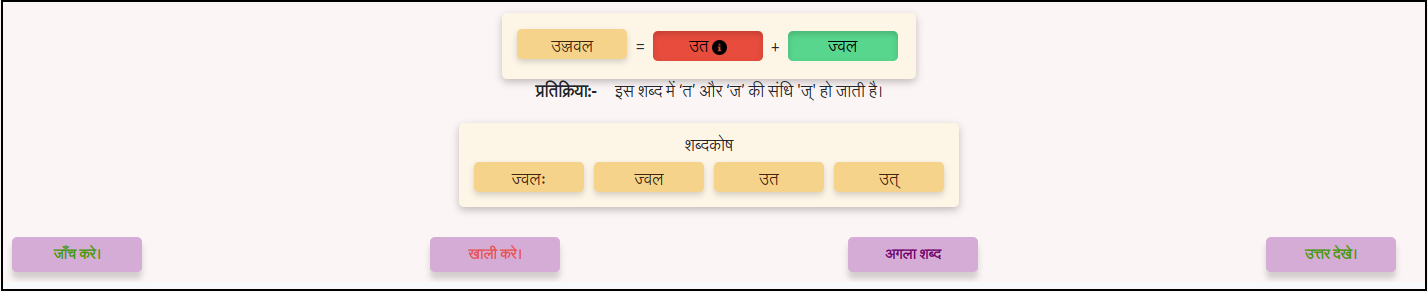 उज्जवल = उत + ज्वल
प्रतिक्रिया:- इस शब्द में 'त' और 'ज' की संधि 'ज्' हो जाती है।
शब्दकोष
ज्वलः ज्वल उत उत्
जाँच करे। खाली करे। अगला शब्द उत्तर देखे।